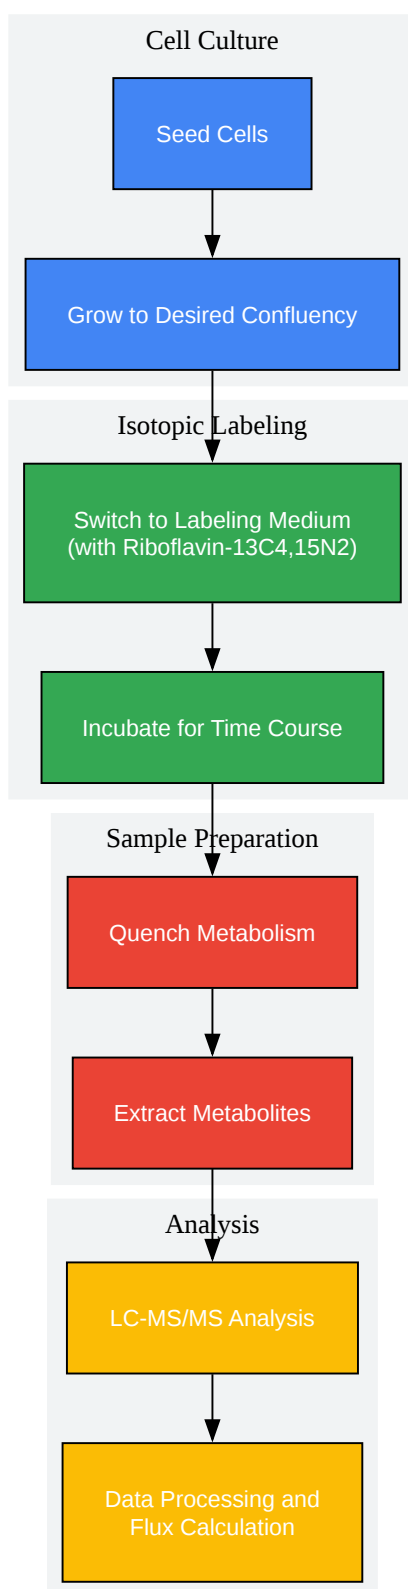 Cell Culture
Seed Cells
Grow to Desired Confluency
Isotopic Labeling
Switch to Labeling Medium
(with Riboflavin-13C4,15N2)
Incubate for Time Course
Sample Preparation
Quench Metabolism
Extract Metabolites
Analysis
LC-MS/MS Analysis
Data Processing and
Flux Calculation